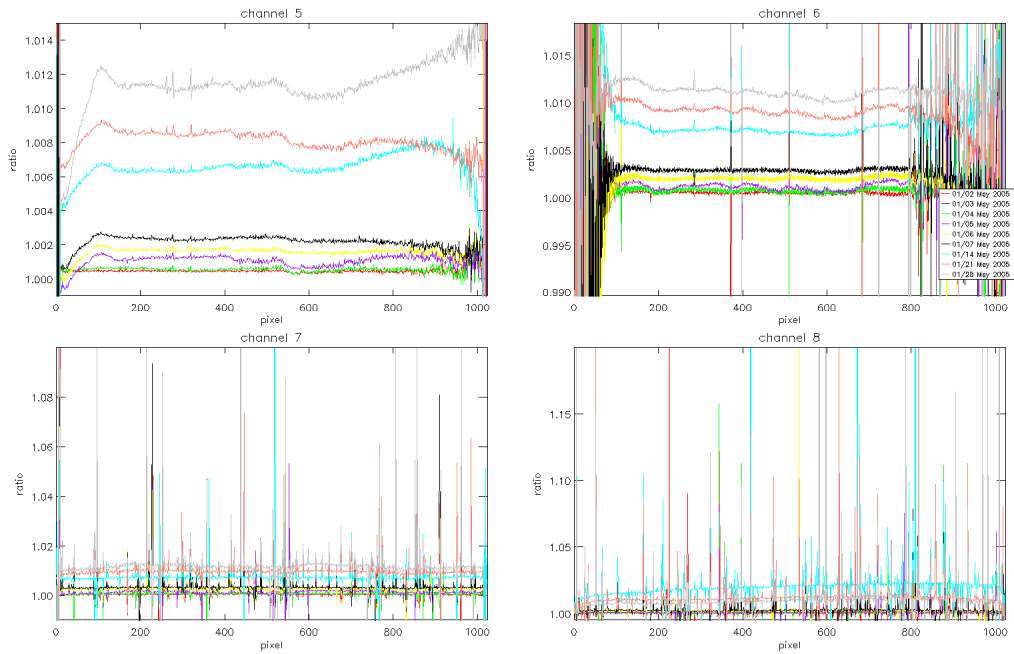 channel 5
channel 6
1.014
1.012
1.010
1.008
1.006
1.004
1.002
1.000
ratio
0
200
400
600
800
1000
pixel
1.015
1.010
1.005
1.000
0.995
0.990
ratio
0
200
400
600
800
1000
pixel
01/02 May 2005
01/03 May 2005
01/04 May 2005
01/05 May 2005
01/06 May 2005
01/07 May 2005
01/14 May 2005
01/21 May 2005
01/28 May 2005
channel 7
channel 8
1.08
1.06
1.04
1.02
1.00
ratio
0
200
400
600
800
1000
pixel
1.15
1.10
1.05
1.00
ratio
0
200
400
600
800
1000
pixel